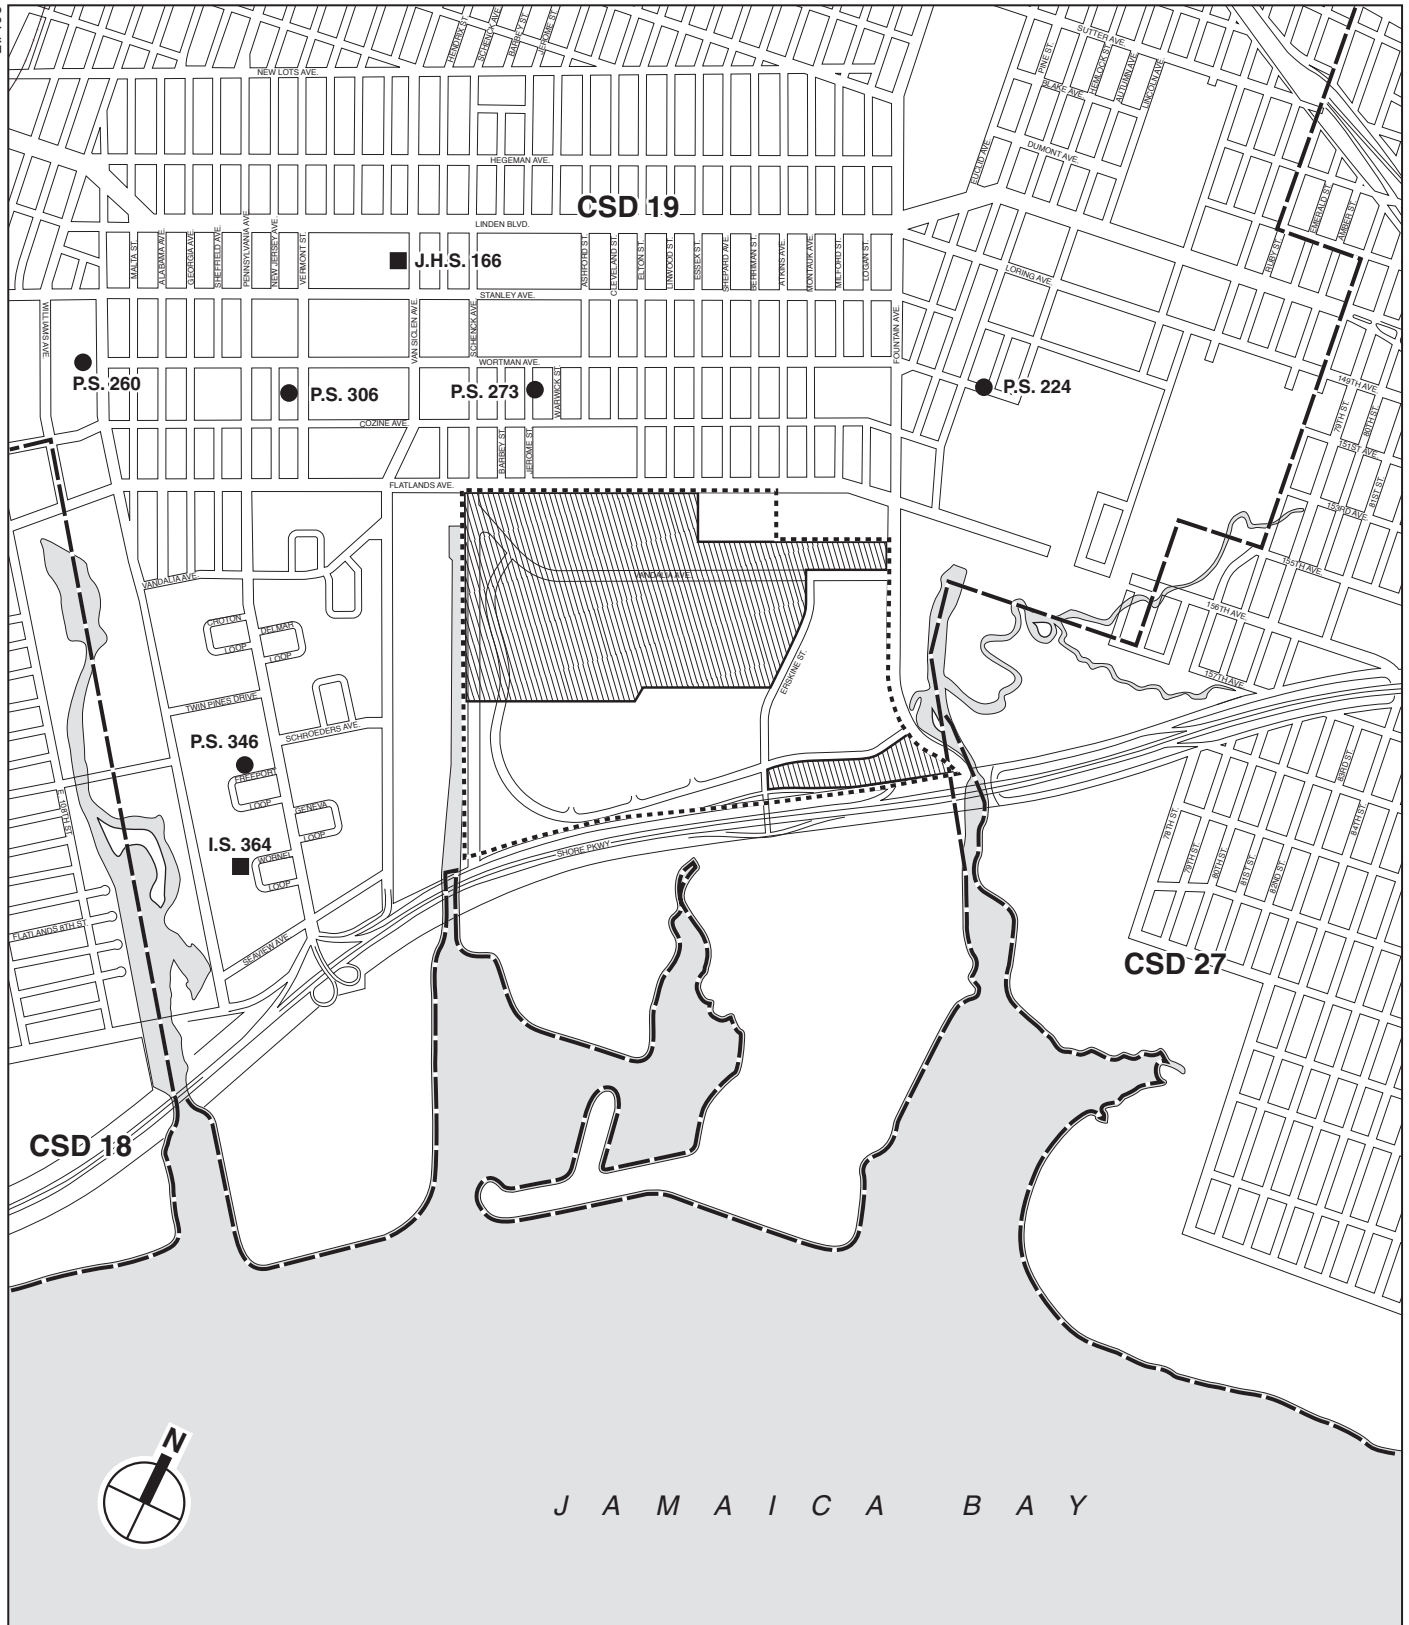 HENDRIX ST.
SCHENCK AVE.
BARBEY ST.
JEROME ST.
NEW LOTS AVE.
SUTTER AVE.
PINE ST.
HEMLOCK ST.
AUTUMN AVE.
LINCOLN AVE.
BLAKE AVE.
DUMONT AVE.
EUCLID AVE.
HEGEMAN AVE.
CSD 19
LINDEN BLVD.
EMERALD ST.
AMBER ST.
RUBY ST.
MALTA ST.
ALABAMA AVE.
GEORGIA AVE.
SHEFFIELD AVE.
PENNSYLVANIA AVE.
NEW JERSEY AVE.
VERMONT ST.
J.H.S. 166
ASHFORD ST.
CLEVELAND ST.
ELTON ST.
LINWOOD ST.
ESSEX ST.
SHEPARD AVE.
BERRIMAN ST.
ATKINS AVE.
MONTAUK AVE.
MILFORD ST.
LOGAN ST.
LORING AVE.
STANLEY AVE.
WILLIAMS AVE.
VAN SICLEN AVE.
SCHENCK AVE.
FOUNTAIN AVE.
WORTMAN AVE.
P.S. 260
P.S. 306
P.S. 273
WARWICK ST.
P.S. 224
149TH AVE.
79TH ST.
80TH ST.
COZINE AVE.
BARBEY ST.
JEROME ST.
151ST AVE.
81ST ST.
FLATLANDS AVE.
153RD AVE.
VANDALIA AVE.
VANDALIA AVE.
155TH AVE.
156TH AVE.
157TH AVE.
CROTON
LOOP
DELMAR
LOOP
ERSKINE ST.
TWIN PINES DRIVE
SCHROEDERS AVE.
P.S. 346
FREEPORT
LOOP
GENEVA
LOOP
E. 108TH ST.
I.S. 364
WORNEL
LOOP
SHORE PKWY
83RD ST.
84TH ST.
78TH ST.
79TH ST.
80TH ST.
81ST ST.
82ND ST.
FLATLANDS 8TH ST.
SEAVIEW AVE.
CSD 27
CSD 18
N
JAMAICA BAY